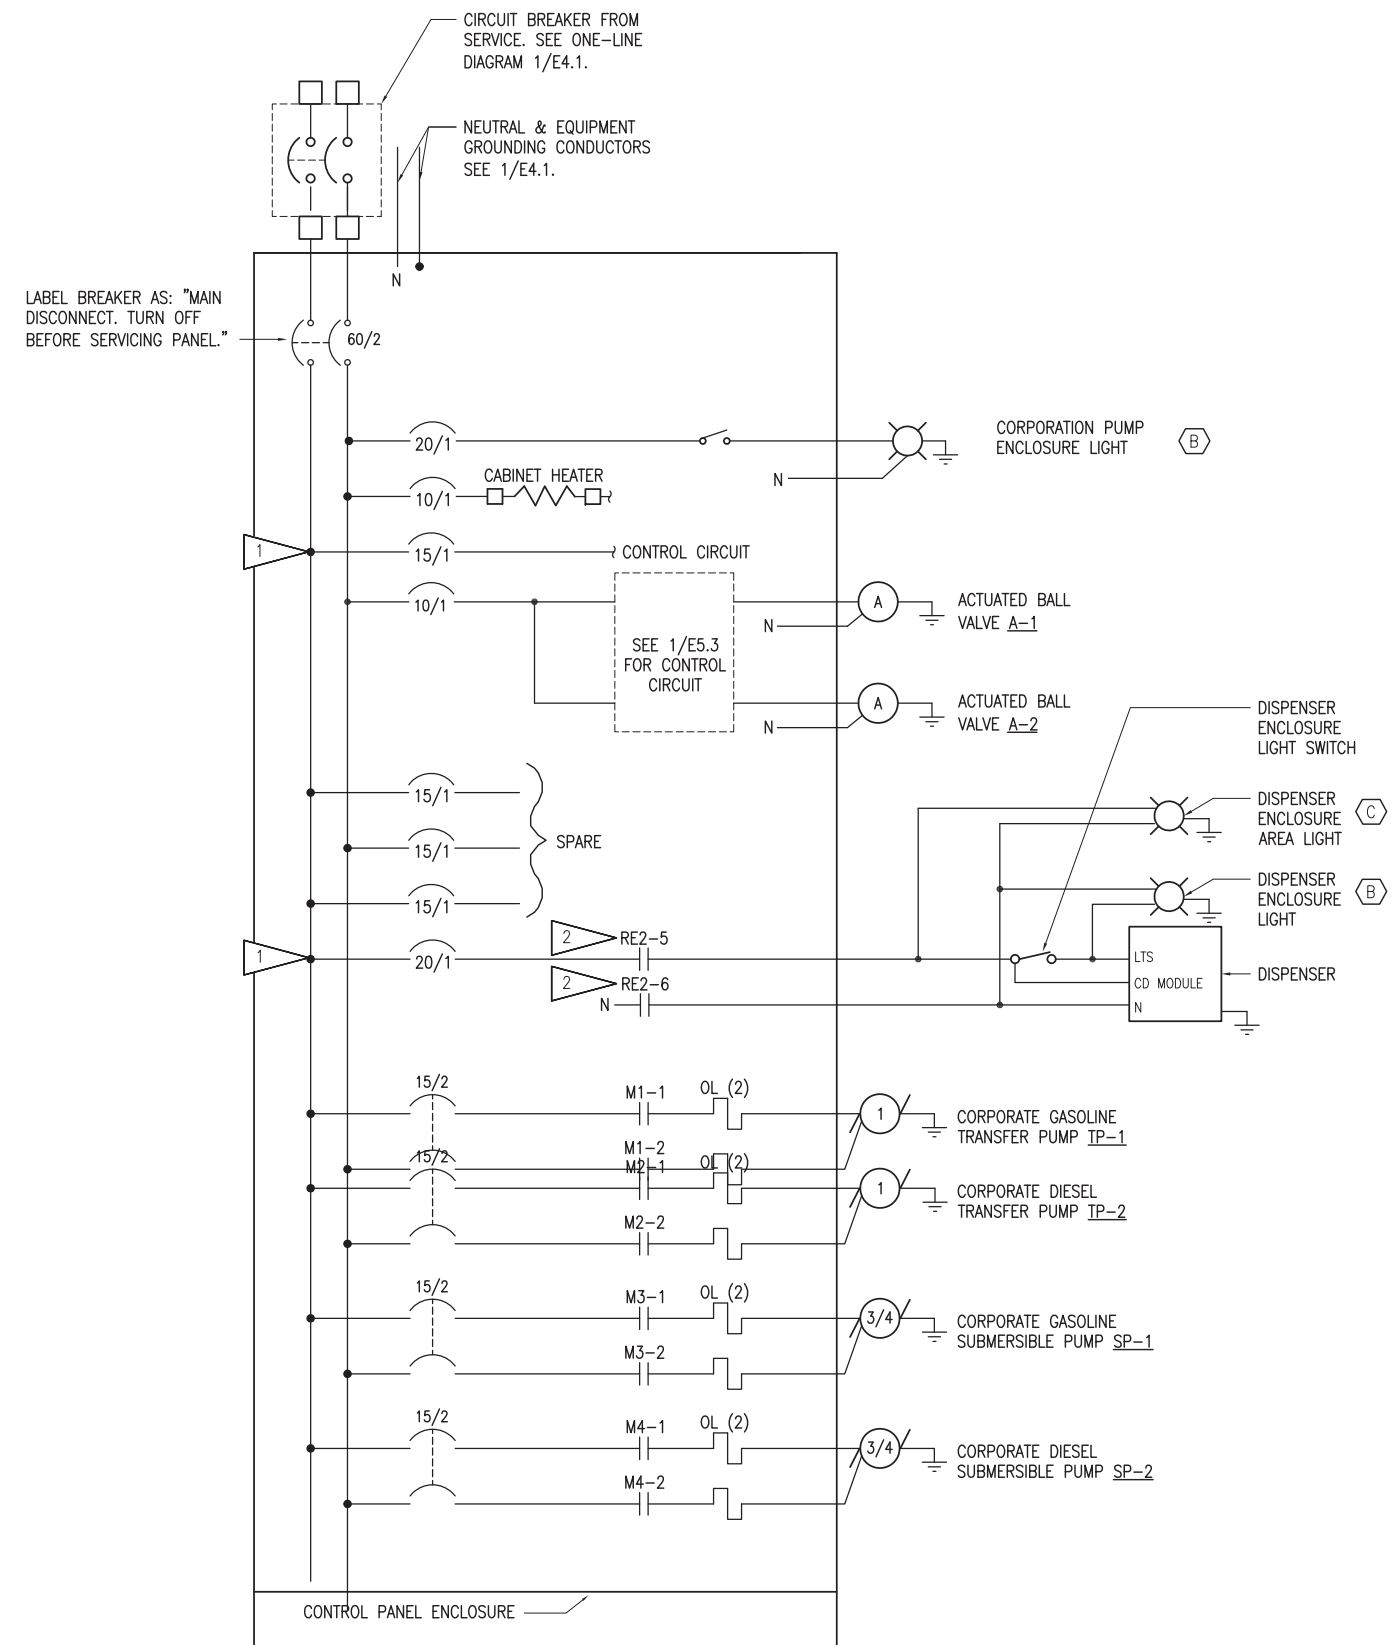 CIRCUIT BREAKER FROM
SERVICE. SEE ONE-LINE
DIAGRAM 1/E4.1.
NEUTRAL & EQUIPMENT
GROUNDING CONDUCTORS
SEE 1/E4.1.
N
LABEL BREAKER AS: "MAIN
DISCONNECT. TURN OFF
BEFORE SERVICING PANEL."
60/2
20/1
N
CORPORATION PUMP
ENCLOSURE LIGHT
B
10/1
CABINET HEATER
1
15/1
CONTROL CIRCUIT
10/1
SEE 1/E5.3
FOR CONTROL
CIRCUIT
N
A
ACTUATED BALL
VALVE A-1
N
A
ACTUATED BALL
VALVE A-2
DISPENSER
ENCLOSURE
LIGHT SWITCH
15/1
15/1
15/1
SPARE
DISPENSER
ENCLOSURE
AREA LIGHT
C
DISPENSER
ENCLOSURE
LIGHT
B
1
20/1
2
RE2-5
2
RE2-6
N
LTS
CD MODULE
N
DISPENSER
15/2
M1-1
OL (2)
1
CORPORATE GASOLINE
TRANSFER PUMP TP-1
M1-2
15/2
M2-1
OL (2)
1
CORPORATE DIESEL
TRANSFER PUMP TP-2
M2-2
15/2
M3-1
OL (2)
3/4
CORPORATE GASOLINE
SUBMERSIBLE PUMP SP-1
M3-2
15/2
M4-1
OL (2)
3/4
CORPORATE DIESEL
SUBMERSIBLE PUMP SP-2
M4-2
CONTROL PANEL ENCLOSURE